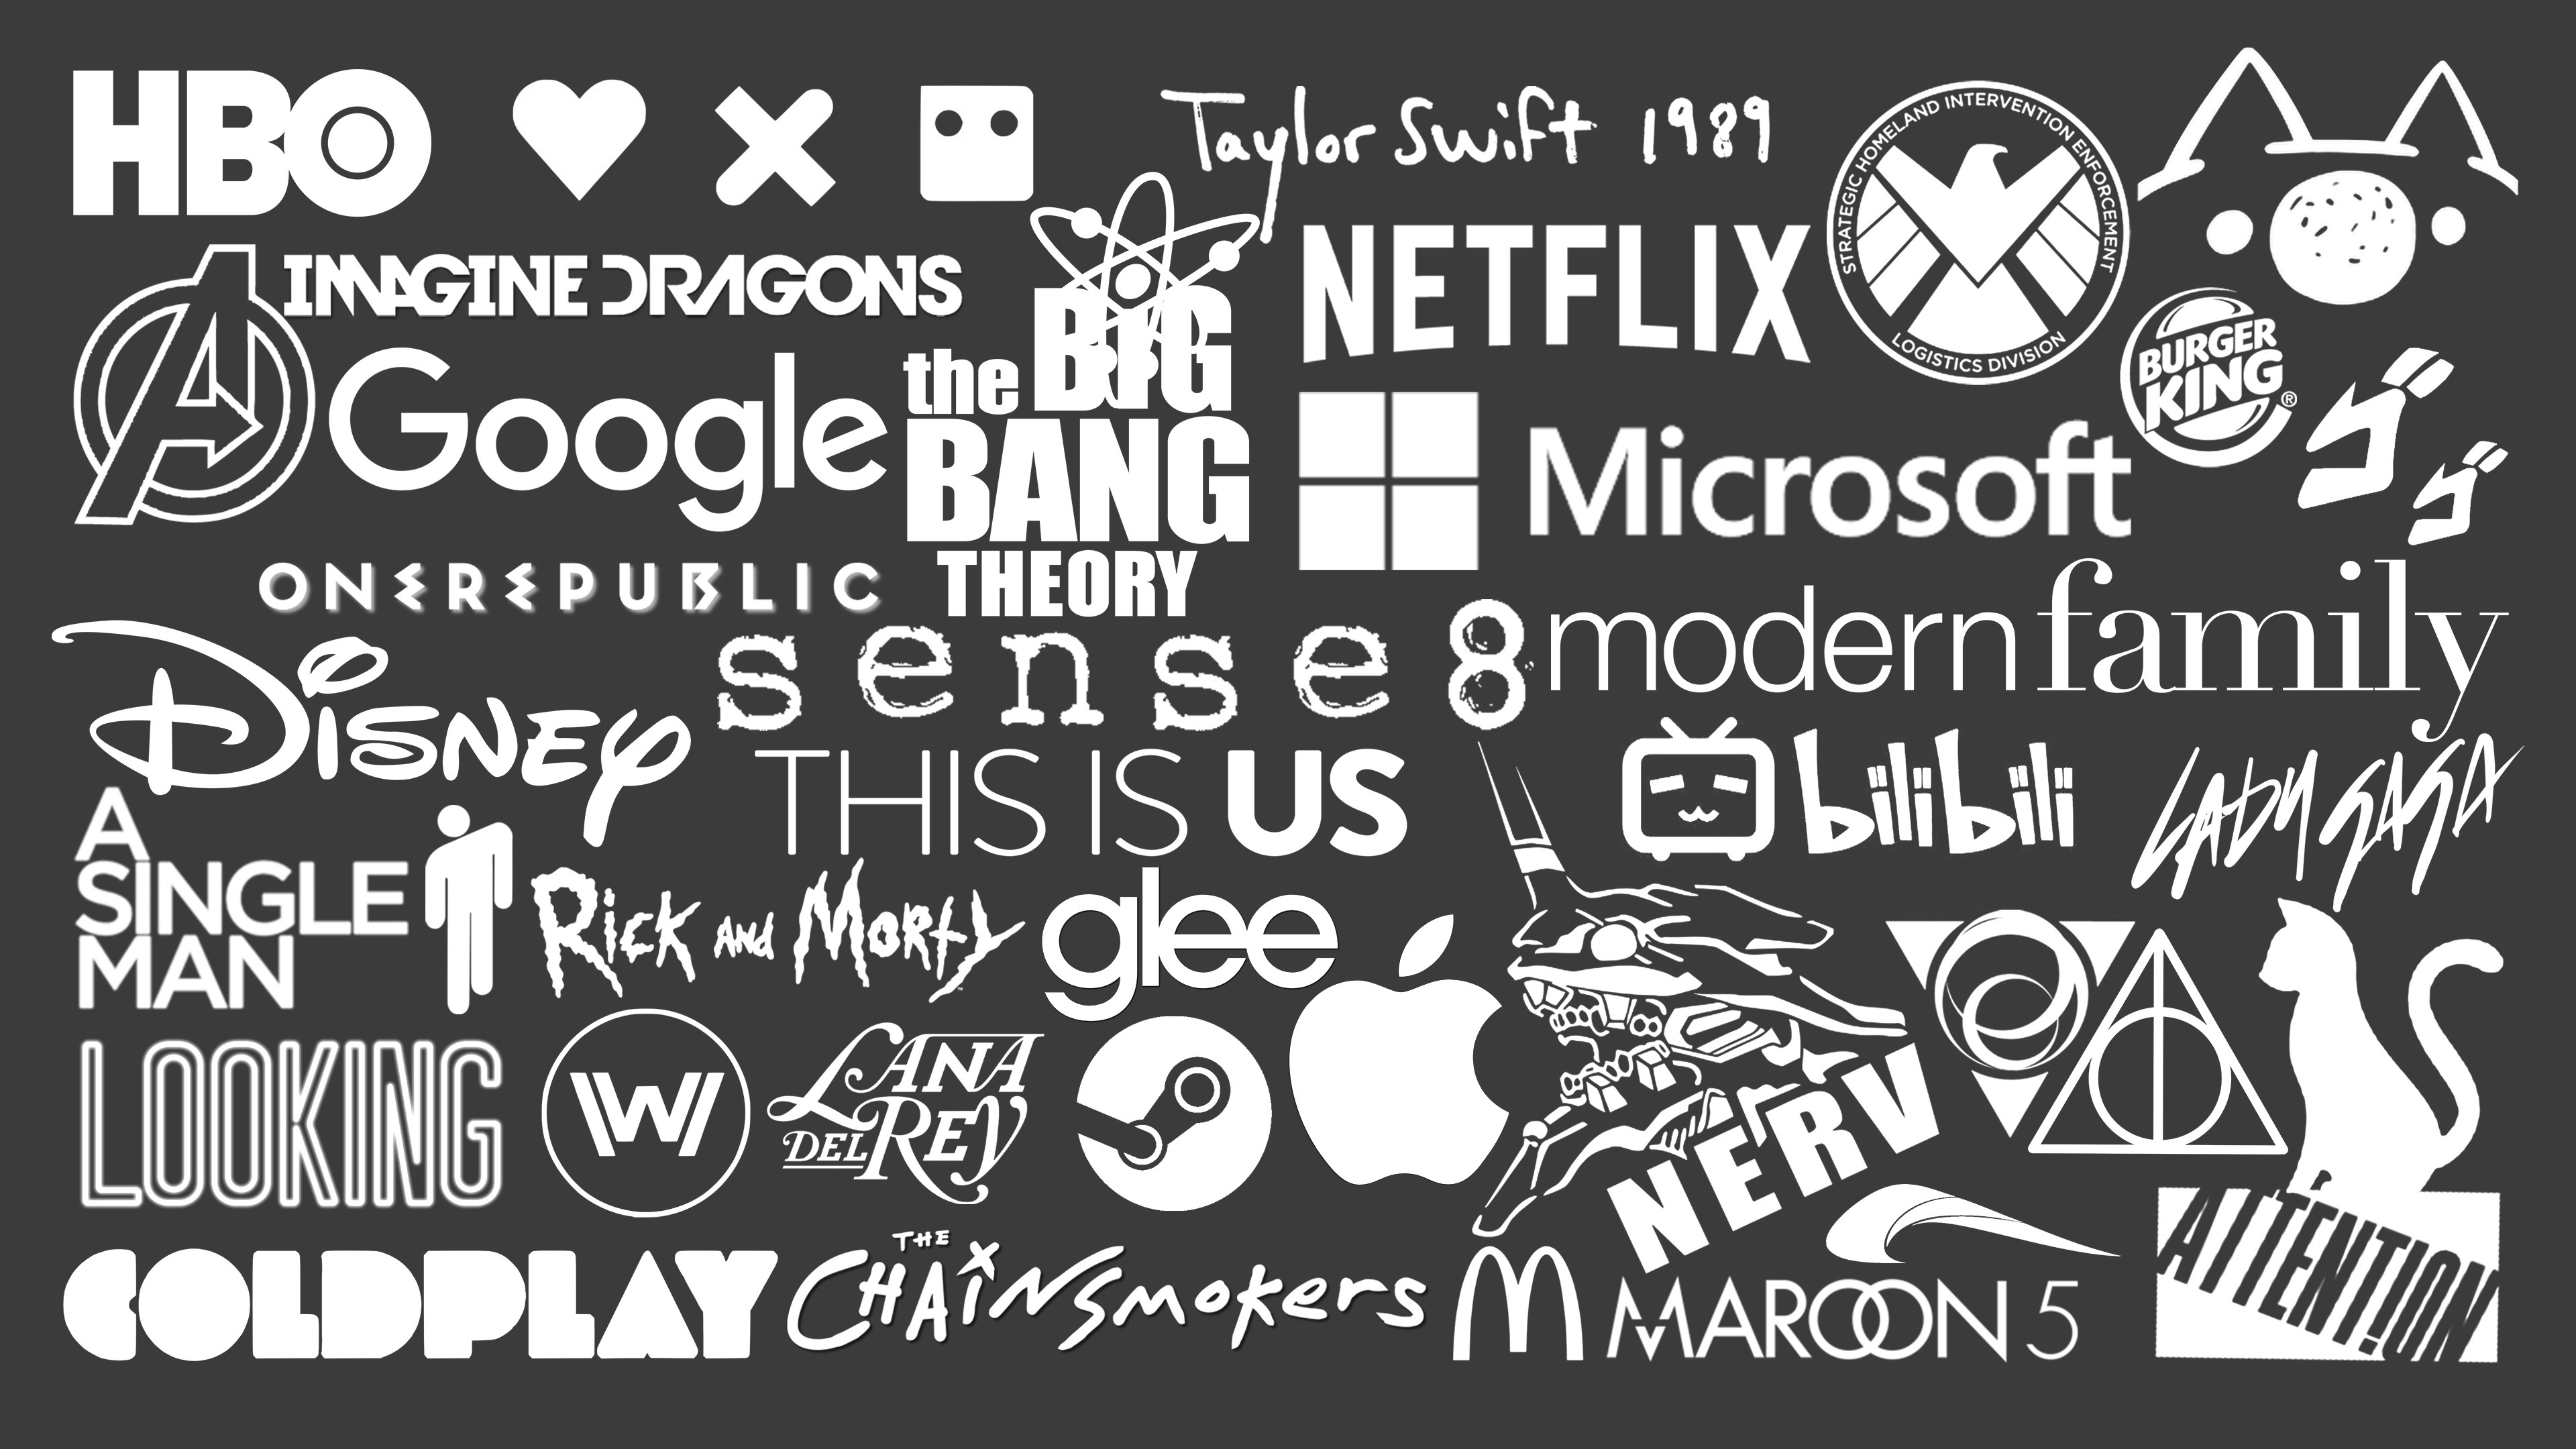 HBO
Taylor Swift 1989
STRATEGIC HOMELAND INTERVENTION ENFORCEMENT
LOGISTICS DIVISION
A
IMAGINE DRAGONS
NETFLIX
BURGER
KING
®
Google
the BIG
BANG
THEORY
Microsoft
ゴ
ゴ
ONEREPUBLIC
DISNEY
sense8
modernfamily
THIS IS US
bilibili
LADY GAGA
A
SINGLE
MAN
RICK AND MORTY
glee
LOOKING
W
LANA
DEL REY
NERV
COLDPLAY
THE
CHAINSMOKERS
M
MAROON 5
ATTENTION